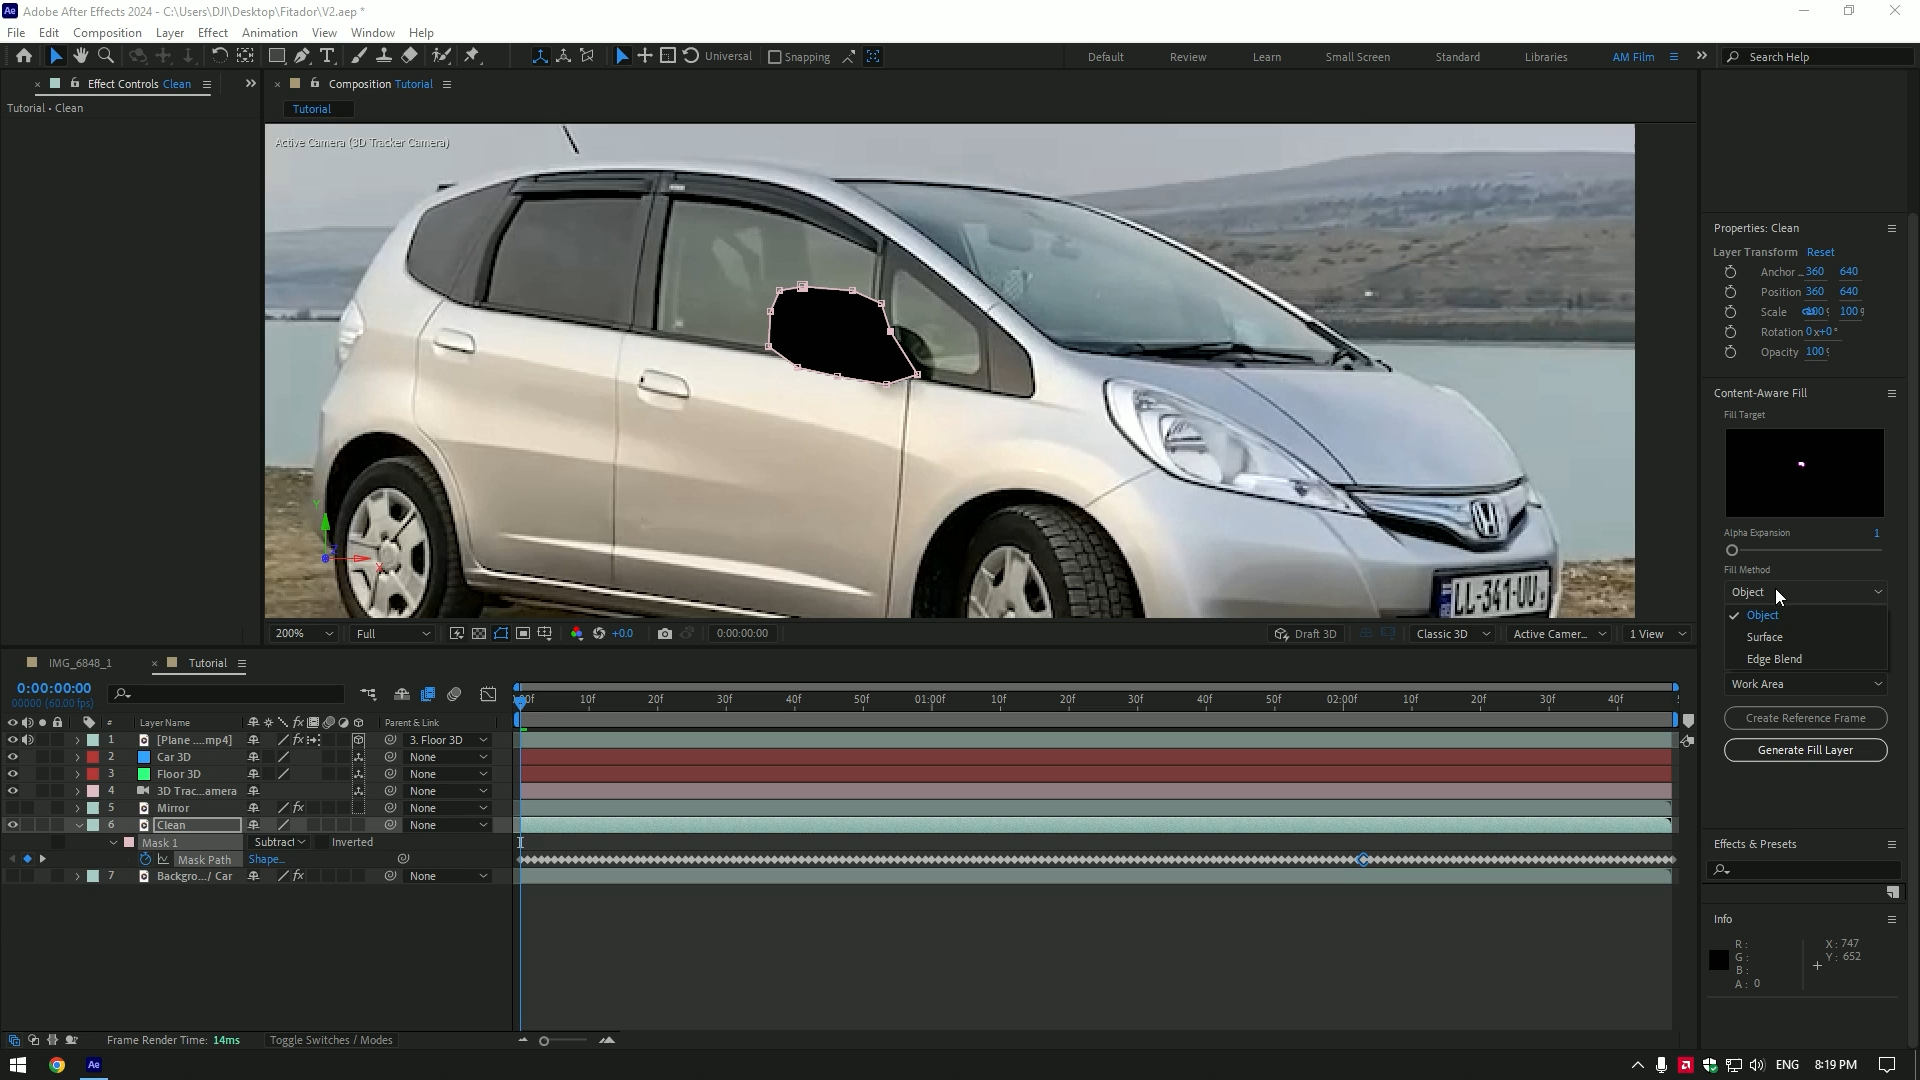 Adobe After Effects 2024 - C:\Users\DJI\Desktop\Fitador\V2.aep *
File Edit Composition Layer Effect Animation View Window Help
Universal Snapping Default Review Learn Small Screen Standard Libraries AM Film Search Help
Effect Controls Clean
Composition Tutorial
Tutorial • Clean
Tutorial
Active Camera (3D Tracker Camera)
LL-341-UU
Y
Z
X
200% Full +0.0 0:00:00:00 Draft 3D Classic 3D Active Camer... 1 View
Properties: Clean
Layer Transform Reset
Anchor ... 360 640
Position 360 640
Scale 100 100
Rotation 0x+0°
Opacity 100
Content-Aware Fill
Fill Target
Alpha Expansion 1
Fill Method
Object
Object
Surface
Edge Blend
Work Area
Create Reference Frame
Generate Fill Layer
Effects & Presets
Info
R :
G :
B :
A : 0
X : 747
Y : 652
IMG_6848_1 Tutorial
0:00:00:00
00000 (60.00 fps)
:00f 10f 20f 30f 40f 50f 01:00f 10f 20f 30f 40f 50f 02:00f 10f 20f 30f 40f
# Layer Name Parent & Link
1 [Plane ....mp4] 3. Floor 3D
2 Car 3D None
3 Floor 3D None
4 3D Trac...amera None
5 Mirror None
6 Clean None
Mask 1 Subtract Inverted
Mask Path Shape...
7 Backgro.../ Car None
Frame Render Time: 14ms Toggle Switches / Modes
ENG 8:19 PM